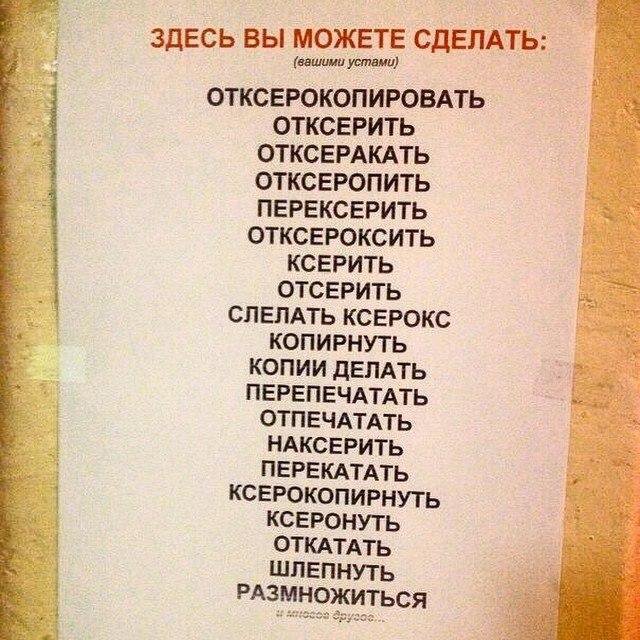 ЗДЕСЬ ВЫ МОЖЕТЕ СДЕЛАТЬ:
(вашими устами)
ОТКСЕРОКОПИРОВАТЬ
ОТКСЕРИТЬ
ОТКСЕРАКАТЬ
ОТКСЕРОПИТЬ
ПЕРЕКСЕРИТЬ
ОТКСЕРОКСИТЬ
КСЕРИТЬ
ОТСЕРИТЬ
СЛЕЛАТЬ КСЕРОКС
КОПИРНУТЬ
КОПИИ ДЕЛАТЬ
ПЕРЕПЕЧАТАТЬ
ОТПЕЧАТАТЬ
НАКСЕРИТЬ
ПЕРЕКАТАТЬ
КСЕРОКОПИРНУТЬ
КСЕРОНУТЬ
ОТКАТАТЬ
ШЛЕПНУТЬ
РАЗМНОЖИТЬСЯ
и многое другое...